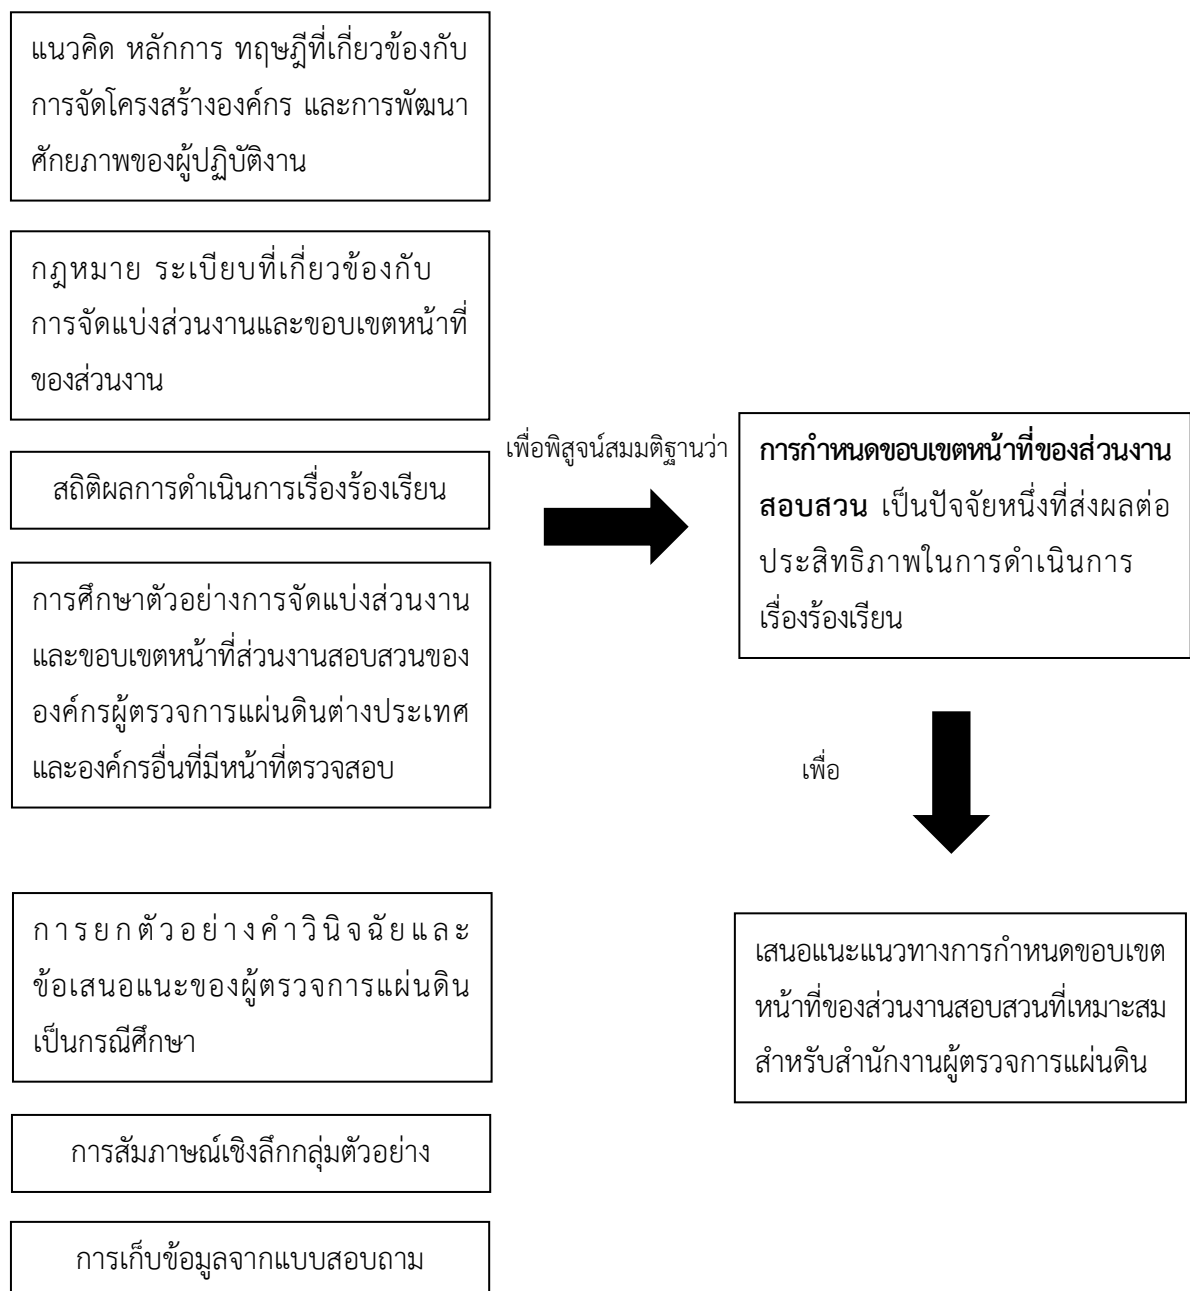 แนวคิด หลักการ ทฤษฎีที่เกี่ยวข้องกับ
การจัดโครงสร้างองค์กร และการพัฒนา
ศักยภาพของผู้ปฏิบัติงาน
กฎหมาย ระเบียบที่เกี่ยวข้องกับ
การจัดแบ่งส่วนงานและขอบเขตหน้าที่
ของส่วนงาน
สถิติผลการดำเนินการเรื่องร้องเรียน
การศึกษาตัวอย่างการจัดแบ่งส่วนงาน
และขอบเขตหน้าที่ส่วนงานสอบสวนของ
องค์กรผู้ตรวจการแผ่นดินต่างประเทศ
และองค์กรอื่นที่มีหน้าที่ตรวจสอบ
การยกตัวอย่างคำวินิจฉัยและ
ข้อเสนอแนะของผู้ตรวจการแผ่นดิน
เป็นกรณีศึกษา
การสัมภาษณ์เชิงลึกกลุ่มตัวอย่าง
การเก็บข้อมูลจากแบบสอบถาม
เพื่อพิสูจน์สมมติฐานว่า
การกำหนดขอบเขตหน้าที่ของส่วนงาน
สอบสวน เป็นปัจจัยหนึ่งที่ส่งผลต่อ
ประสิทธิภาพในการดำเนินการ
เรื่องร้องเรียน
เพื่อ
เสนอแนะแนวทางการกำหนดขอบเขต
หน้าที่ของส่วนงานสอบสวนที่เหมาะสม
สำหรับสำนักงานผู้ตรวจการแผ่นดิน